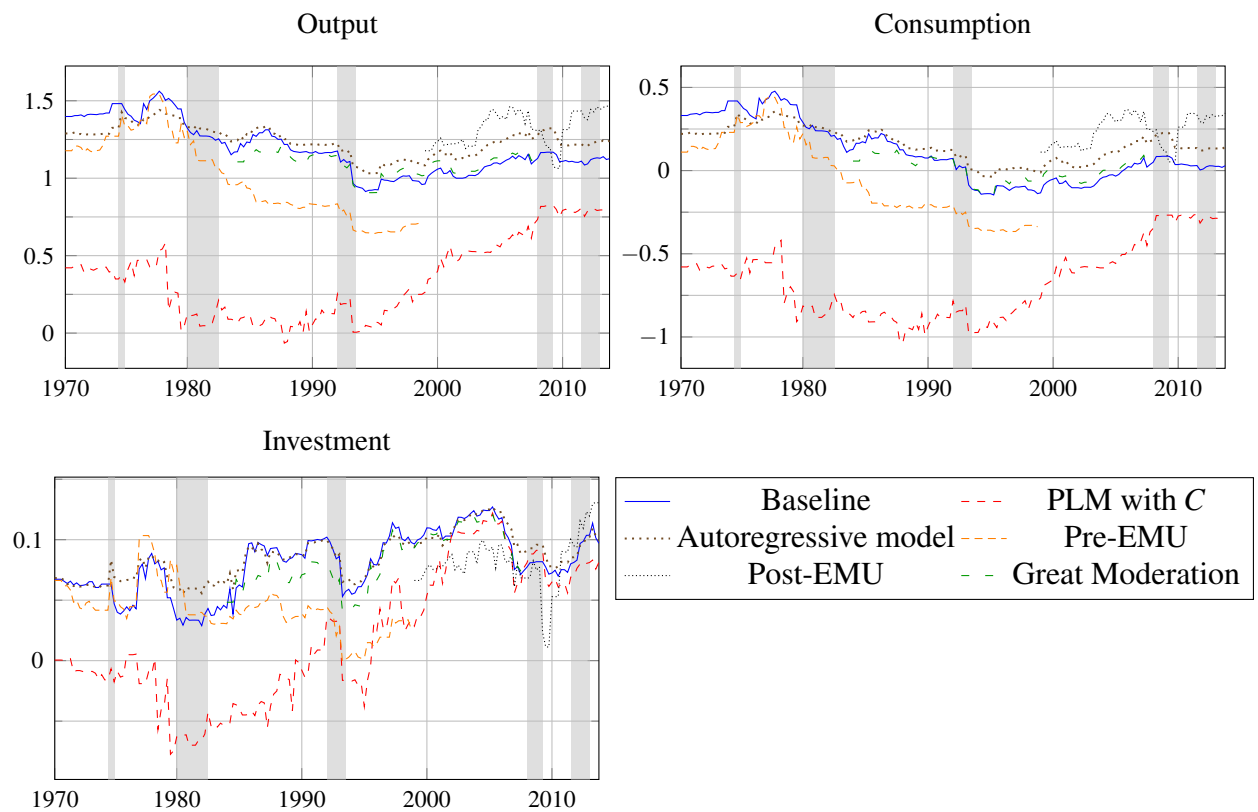 Output
1.5
1
0.5
0
1970 1980 1990 2000 2010
Consumption
0.5
0
−0.5
−1
1970 1980 1990 2000 2010
Investment
0.1
0
1970 1980 1990 2000 2010
Baseline PLM with C
Autoregressive model Pre-EMU
Post-EMU Great Moderation